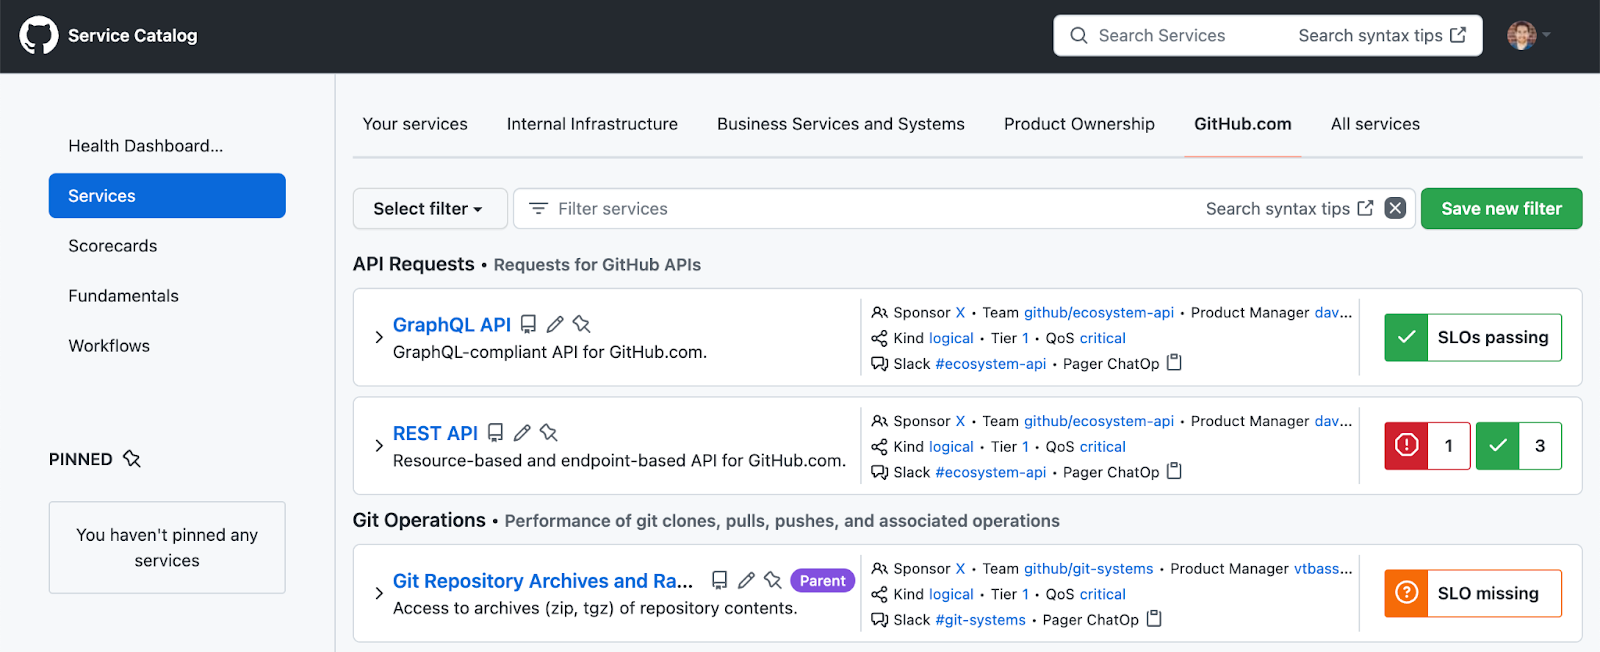 Service Catalog
Search Services
Search syntax tips
Health Dashboard...
Services
Scorecards
Fundamentals
Workflows
PINNED
You haven't pinned any
services
Your services
Internal Infrastructure
Business Services and Systems
Product Ownership
GitHub.com
All services
Select filter
Filter services
Search syntax tips
Save new filter
API Requests • Requests for GitHub APIs
GraphQL API
GraphQL-compliant API for GitHub.com.
Sponsor X • Team github/ecosystem-api • Product Manager dav...
Kind logical • Tier 1 • QoS critical
Slack #ecosystem-api • Pager ChatOp
SLOs passing
REST API
Resource-based and endpoint-based API for GitHub.com.
Sponsor X • Team github/ecosystem-api • Product Manager dav...
Kind logical • Tier 1 • QoS critical
Slack #ecosystem-api • Pager ChatOp
1
3
Git Operations • Performance of git clones, pulls, pushes, and associated operations
Git Repository Archives and Ra...
Parent
Access to archives (zip, tgz) of repository contents.
Sponsor X • Team github/git-systems • Product Manager vtbass...
Kind logical • Tier 1 • QoS critical
Slack #git-systems • Pager ChatOp
SLO missing